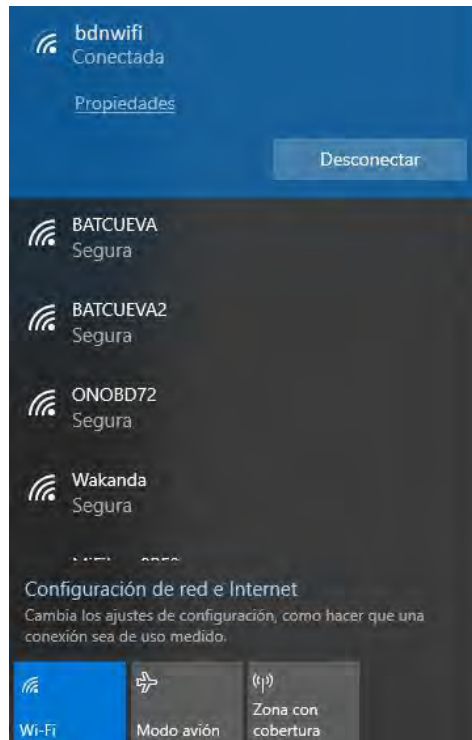 bdnwifi
Conectada
Propiedades
Desconectar
BATCUEVA
Segura
BATCUEVA2
Segura
ONOBD72
Segura
Wakanda
Segura
Configuración de red e Internet
Cambia los ajustes de configuración, como hacer que una
conexión sea de uso medido.
Wi-Fi
Modo avión
Zona con
cobertura